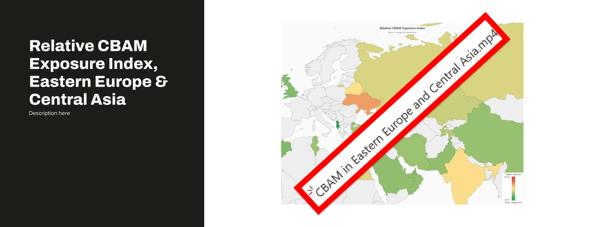 Relative CBAM
Exposure Index,
Eastern Europe &
Central Asia
Description here
Relative CBAM Exposure Index
CBAM in Eastern Europe and Central Asia.mp4